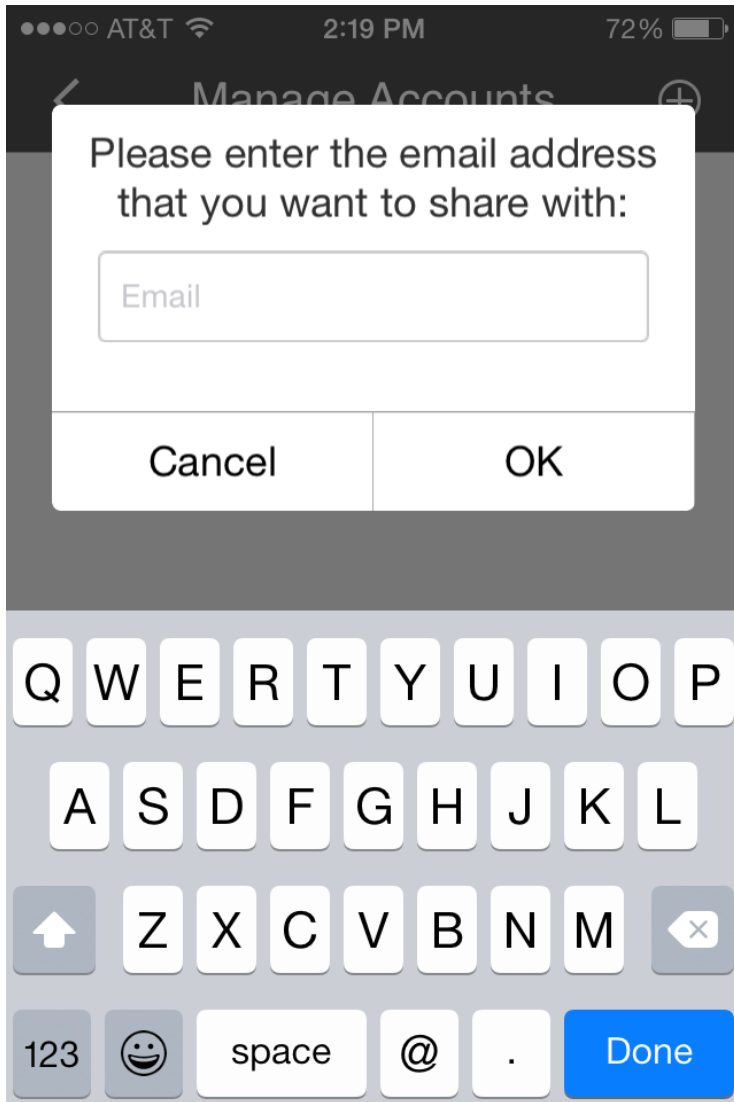 AT&T 2:19 PM 72%
Manage Accounts
Please enter the email address
that you want to share with:
Email
Cancel OK
Q W E R T Y U I O P
A S D F G H J K L
Z X C V B N M
123 space @ . Done